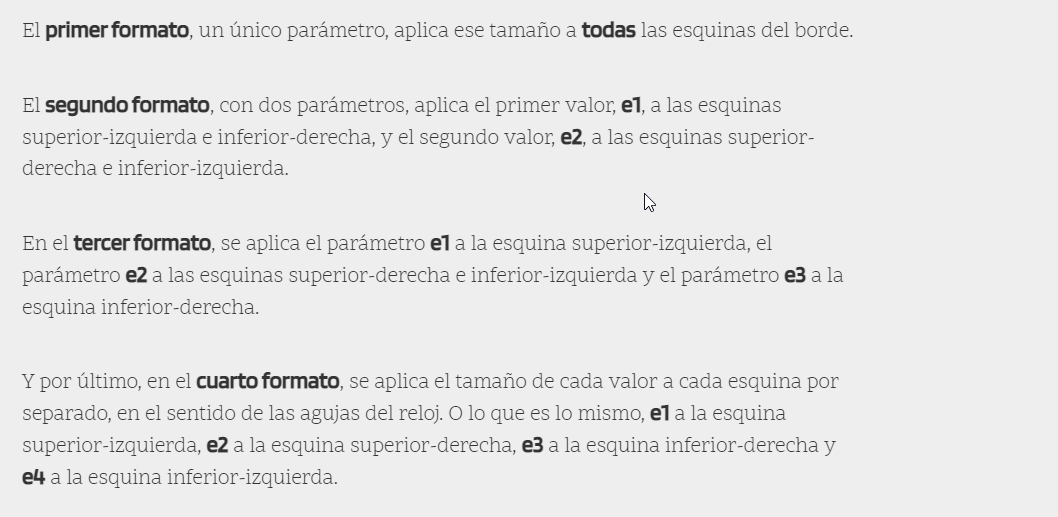 El primer formato, un único parámetro, aplica ese tamaño a todas las esquinas del borde.
El segundo formato, con dos parámetros, aplica el primer valor, e1, a las esquinas
superior-izquierda e inferior-derecha, y el segundo valor, e2, a las esquinas superior-
derecha e inferior-izquierda.
En el tercer formato, se aplica el parámetro e1 a la esquina superior-izquierda, el
parámetro e2 a las esquinas superior-derecha e inferior-izquierda y el parámetro e3 a la
esquina inferior-derecha.
Y por último, en el cuarto formato, se aplica el tamaño de cada valor a cada esquina por
separado, en el sentido de las agujas del reloj. O lo que es lo mismo, e1 a la esquina
superior-izquierda, e2 a la esquina superior-derecha, e3 a la esquina inferior-derecha y
e4 a la esquina inferior-izquierda.